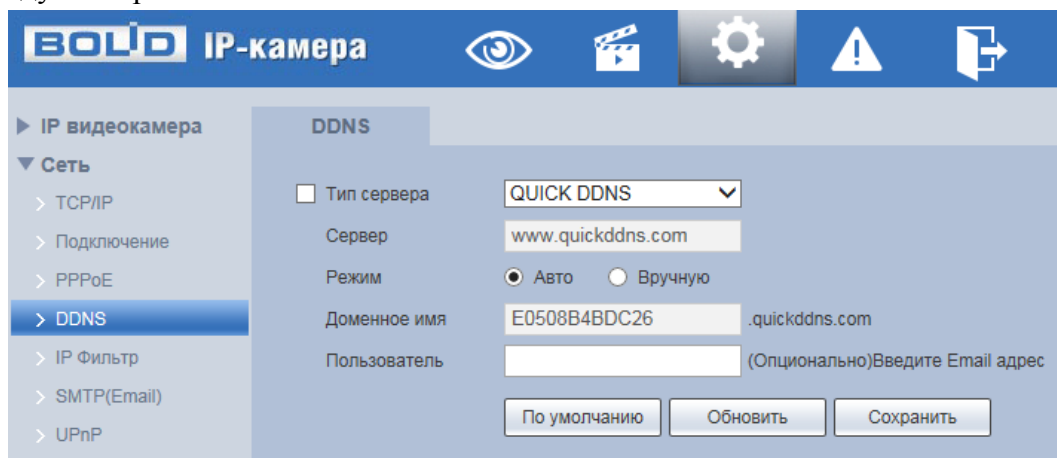 BOLID IP-камера
IP видеокамера
Сеть
TCP/IP
Подключение
PPPoE
DDNS
IP Фильтр
SMTP(Email)
UPnP
DDNS
Тип сервера QUICK DDNS
Сервер www.quickddns.com
Режим Авто Вручную
Доменное имя E0508B4BDC26 .quickddns.com
Пользователь (Опционально)Введите Email адрес
По умолчанию Обновить Сохранить